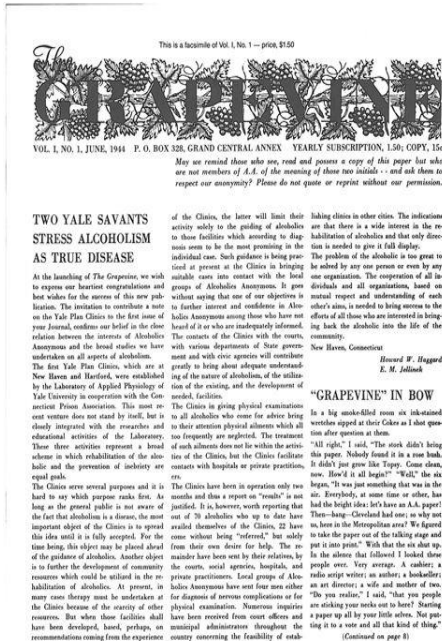 This is a facsimile of Vol. I, No. 1 — price, $1.50
The
GRAPEVINE
VOL. I, NO. 1, JUNE, 1944 P. O. BOX 328, GRAND CENTRAL ANNEX YEARLY SUBSCRIPTION, 1.50; COPY, 15c
May we remind those who see, read and possess a copy of this paper but who
are not members of A.A. of the meaning of those two initials - - and ask them to
respect our anonymity? Please do not quote or reprint without our permission.
TWO YALE SAVANTS
STRESS ALCOHOLISM
AS TRUE DISEASE
At the launching of The Grapevine, we wish
to express our heartiest congratulations and
best wishes for the success of this new pub-
lication. The invitation to contribute a note
on the Yale Plan Clinics to the first issue of
your Journal, confirms our belief in the close
relation between the interests of Alcoholics
Anonymous and the broad studies we have
undertaken on all aspects of alcoholism.
The first Yale Plan Clinics, which are at
New Haven and Hartford, were established
by the Laboratory of Applied Physiology of
Yale University in cooperation with the Con-
necticut Prison Association. This most re-
cent venture does not stand by itself, but is
closely integrated with the researches and
educational activities of the Laboratory.
These three activities represent a broad
scheme in which rehabilitation of the alco-
holic and the prevention of inebriety are
equal goals.
The Clinics serve several purposes and it is
hard to say which purpose ranks first. As
long as the general public is not aware of
the fact that alcoholism is a disease, the most
important object of the Clinics is to spread
this idea until it is fully accepted. For the
time being, this object may be placed ahead
of the guidance of alcoholics. Another object
is to further the development of community
resources which could be utilized in the re-
habilitation of alcoholics. At present, in
many cases therapy must be undertaken at
the Clinics because of the scarcity of other
resources. But when those facilities shall
have been developed, based, perhaps, on
recommendations coming from the experience
of the Clinics, the latter will limit their
activity solely to the guiding of alcoholics
to those facilities which according to diag-
nosis seem to be the most promising in the
individual case. Such guidance is being prac-
ticed at present at the Clinics in bringing
suitable cases into contact with the local
groups of Alcoholics Anonymous. It goes
without saying that one of our objectives is
to further interest and confidence in Alco-
holics Anonymous among those who have not
heard of it or who are inadequately informed.
The contacts of the Clinics with the courts,
with various departments of State govern-
ment and with civic agencies will contribute
greatly to bring about adequate understand-
ing of the nature of alcoholism, of the utiliza-
tion of the existing, and the development of
needed, facilities.
The Clinics in giving physical examinations
to all alcoholics who come for advice bring
to their attention physical ailments which all
too frequently are neglected. The treatment
of such ailments does not lie within the activi-
ties of the Clinics, but the Clinics facilitate
contacts with hospitals or private practition,
ers.
The Clinics have been in operation only two
months and thus a report on "results" is not
justified. It is, however, worth reporting that
out of 70 alcoholics who up to date have
availed themselves of the Clinics, 22 have
come without being "referred," but solely
from their own desire for help. The re-
mainder have been sent by their relatives, by
the courts, social agencies, hospitals, and
private practitioners. Local groups of Alco-
holics Anonymous have sent four men either
for diagnosis of nervous complications or for
physical examination. Numerous inquiries
have been received from court officers and
municipal administrators throughout the
country concerning the feasibility of estab-
lishing clinics in other cities. The indications
are that there is a wide interest in the re-
habilitation of alcoholics and that only direc-
tion is needed to give it full display.
The problem of the alcoholic is too great to
be solved by any one person or even by any
one organization. The cooperation of all in-
dividuals and all organizations, based on
mutual respect and understanding of each
other's aims, is needed to bring success to the
efforts of all those who are interested in bring-
ing back the alcoholic into the life of the
community.
New Haven, Connecticut
Howard W. Haggard
E. M. Jellinek
"GRAPEVINE" IN BOW
In a big smoke-filled room six ink-stained
wretches sipped at their Cokes as I shot ques-
tion after question at them.
"All right," I said, "The stork didn't bring
this paper. Nobody found it in a rose bush.
It didn't just grow like Topsy. Come clean,
now. How'd it all begin?" "Well," the six
began, "It was just something that was in the
air. Everybody, at some time or other, has
had the bright idea: let's have an A.A. paper!
Then—bang—Cleveland had one; so why not
us, here in the Metropolitan area? We figured
to take the paper out of the talking stage and
put it into print." With that the six shut up.
In the silence that followed I looked these
people over. Very average. A cashier; a
radio script writer; an author; a bookseller;
an art director; a wife and mother of two.
"Do you realize," I said, "that you people
are sticking your necks out to here? Starting
a paper up all by your little selves. Not put-
ting it to a vote and all that kind of thing."
(Continued on page 8)